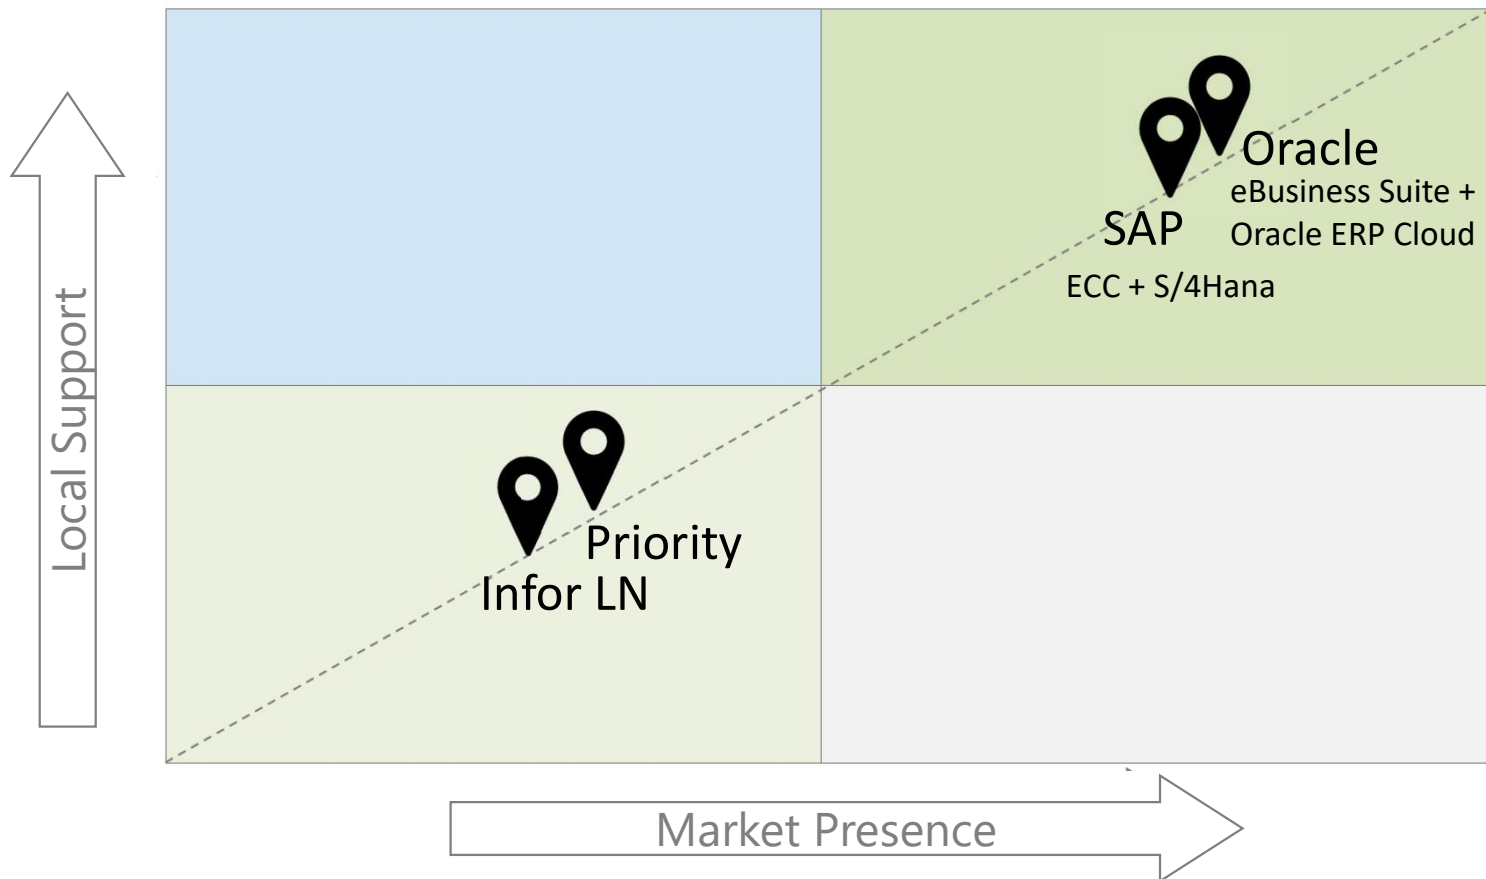 Local Support
Oracle
eBusiness Suite +
Oracle ERP Cloud
SAP
ECC + S/4Hana
Priority
Infor LN
Market Presence